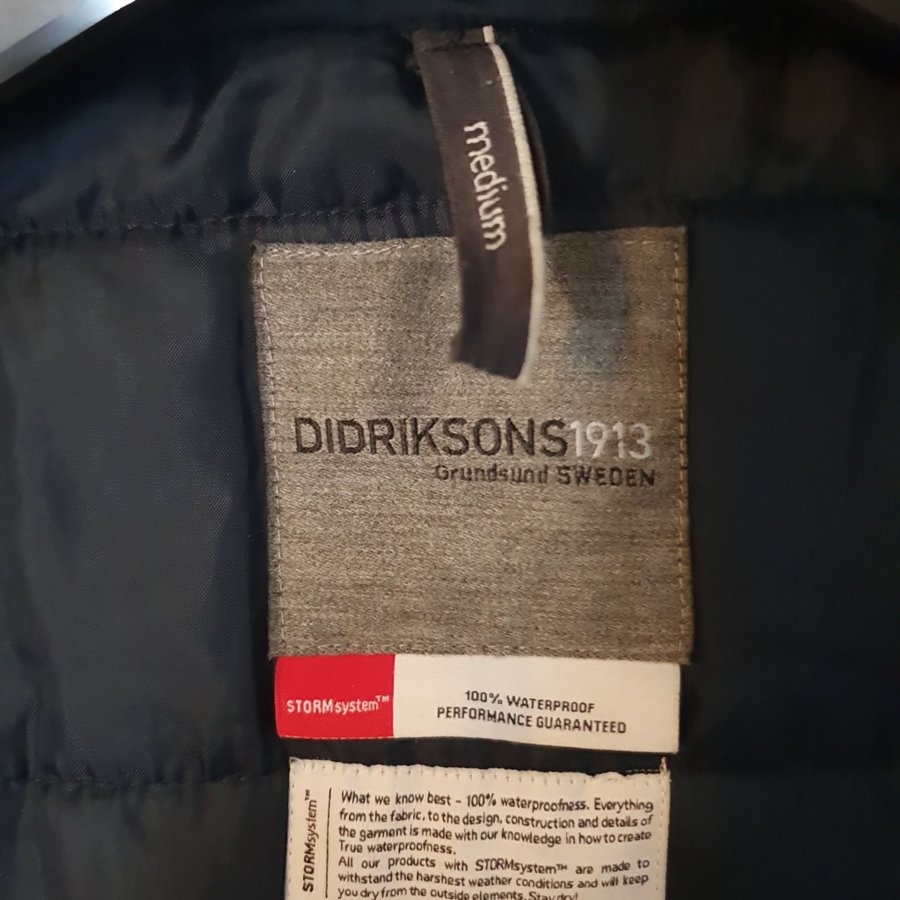 medium
DIDRIKSONS1913
Grundsund SWEDEN
STORMsystem™
100% WATERPROOF
PERFORMANCE GUARANTEED
STORMsystem™
What we know best - 100% waterproofness. Everything
from the fabric, to the design, construction and details of
the garment is made with our knowledge in how to create
True waterproofness.
All our products with STORMsystem™ are made to
withstand the harshest weather conditions and will keep
you dry from the outside elements. Stay dry!